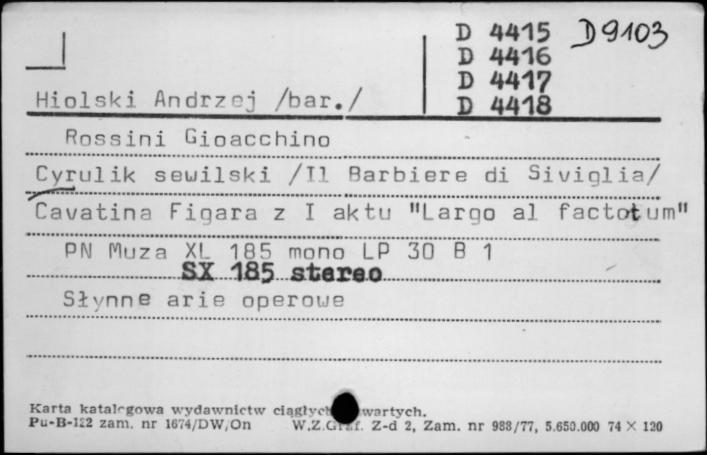 D 4415 D9103
D 4416
D 4417
Hiolski Andrzej /bar./ D 4418
Rossini Gioacchino
Cyrulik sewilski /Il Barbiere di Siviglia/
Cavatina Figara z I aktu "Largo al factotum"
PN Muza XL 185 mono LP 30 B 1
SX 185 stereo
Słynne arie operowe
Karta katalogowa wydawnictw ciągłych wartych.
Pu-B-122 zam. nr 1674/DW/On W.Z.Graf. Z-d 2, Zam. nr 988/77, 5.650.000 74 × 120